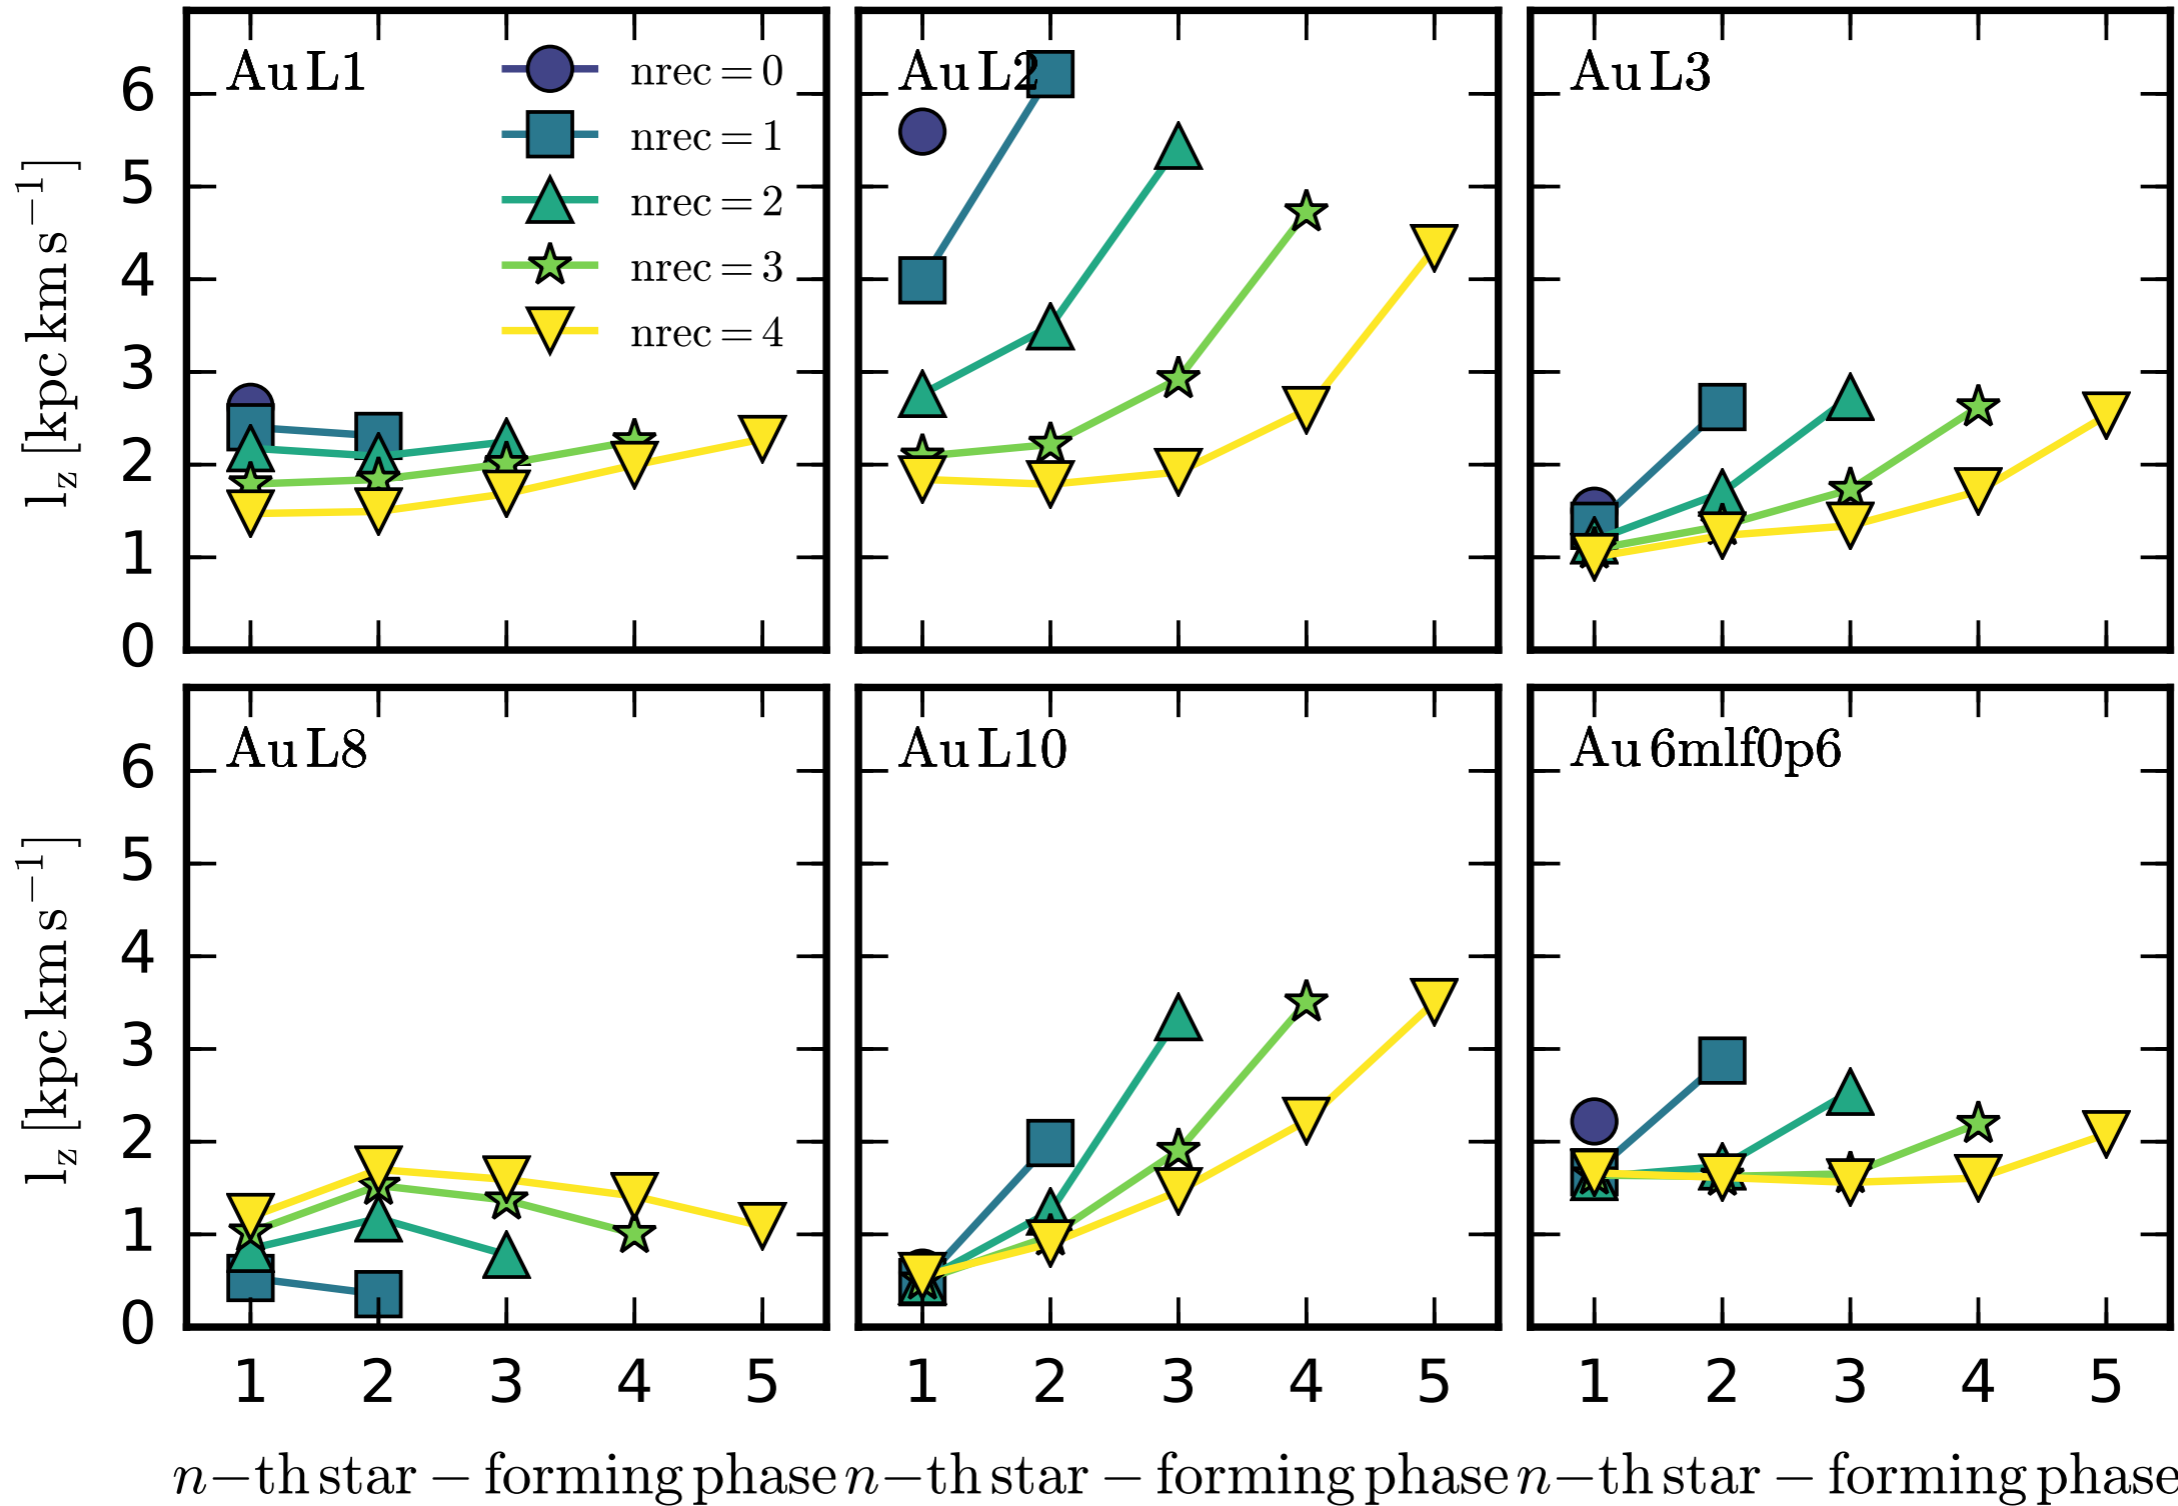 Au L1
nrec = 0
nrec = 1
nrec = 2
nrec = 3
nrec = 4
Au L2
Au L3
l_z [kpc km s^−1]
6
5
4
3
2
1
0
Au L8
Au L10
Au 6mlf0p6
l_z [kpc km s^−1]
6
5
4
3
2
1
0
1 2 3 4 5
1 2 3 4 5
1 2 3 4 5
n−th star − forming phase
n−th star − forming phase
n−th star − forming phase